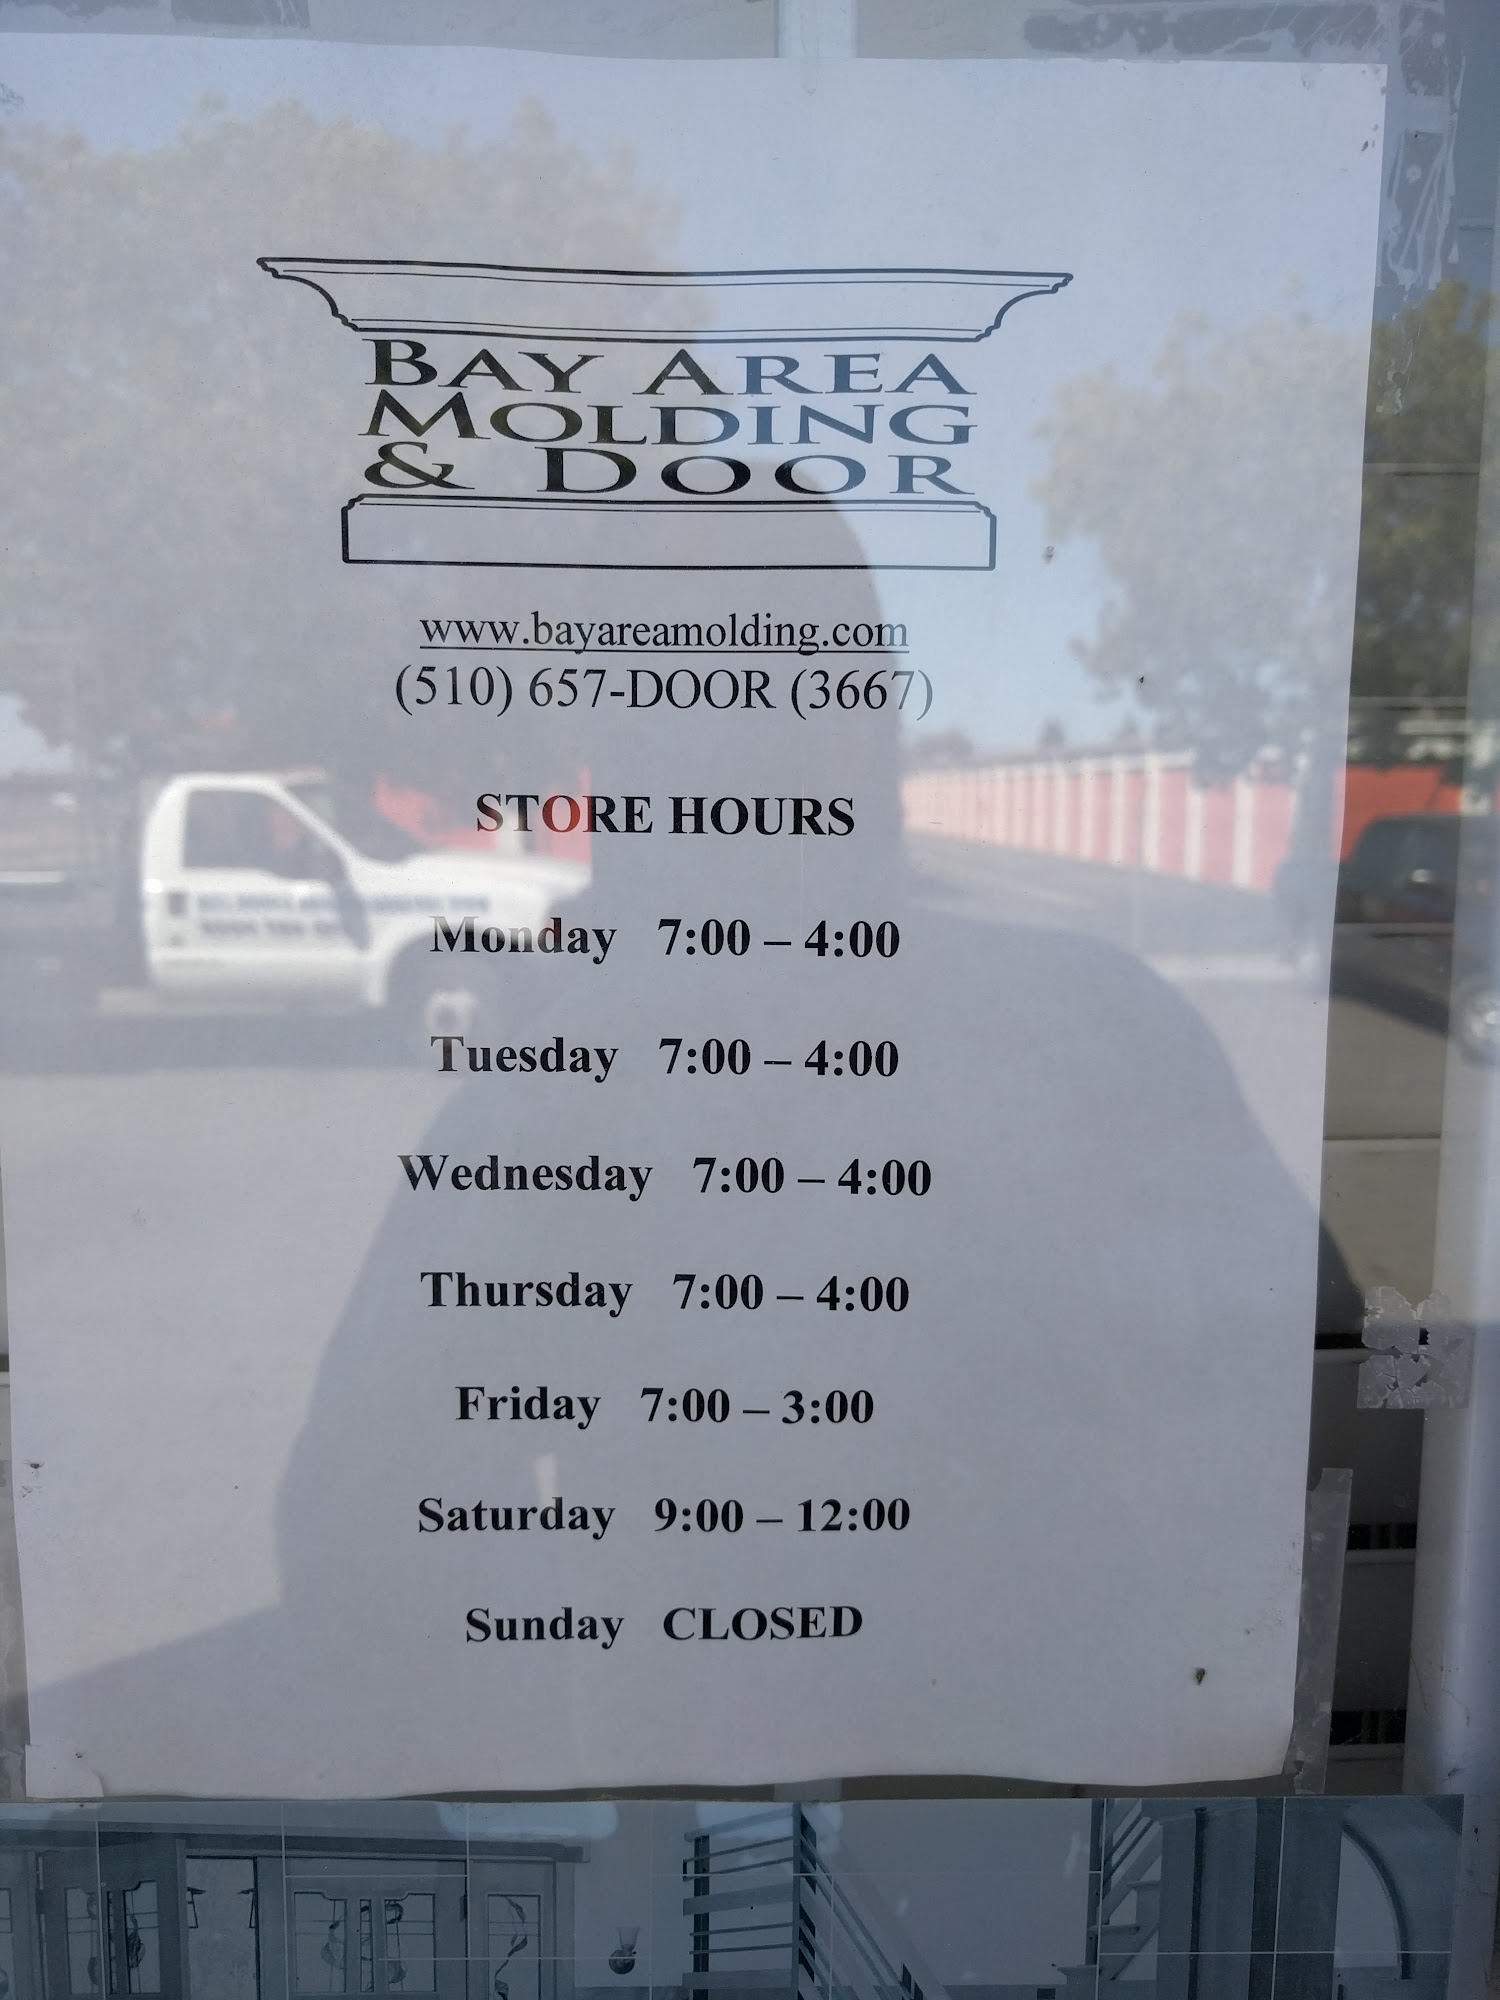 BAY AREA
MOLDING
& DOOR
www.bayareamolding.com
(510) 657-DOOR (3667)
STORE HOURS
Monday 7:00 – 4:00
Tuesday 7:00 – 4:00
Wednesday 7:00 – 4:00
Thursday 7:00 – 4:00
Friday 7:00 – 3:00
Saturday 9:00 – 12:00
Sunday CLOSED